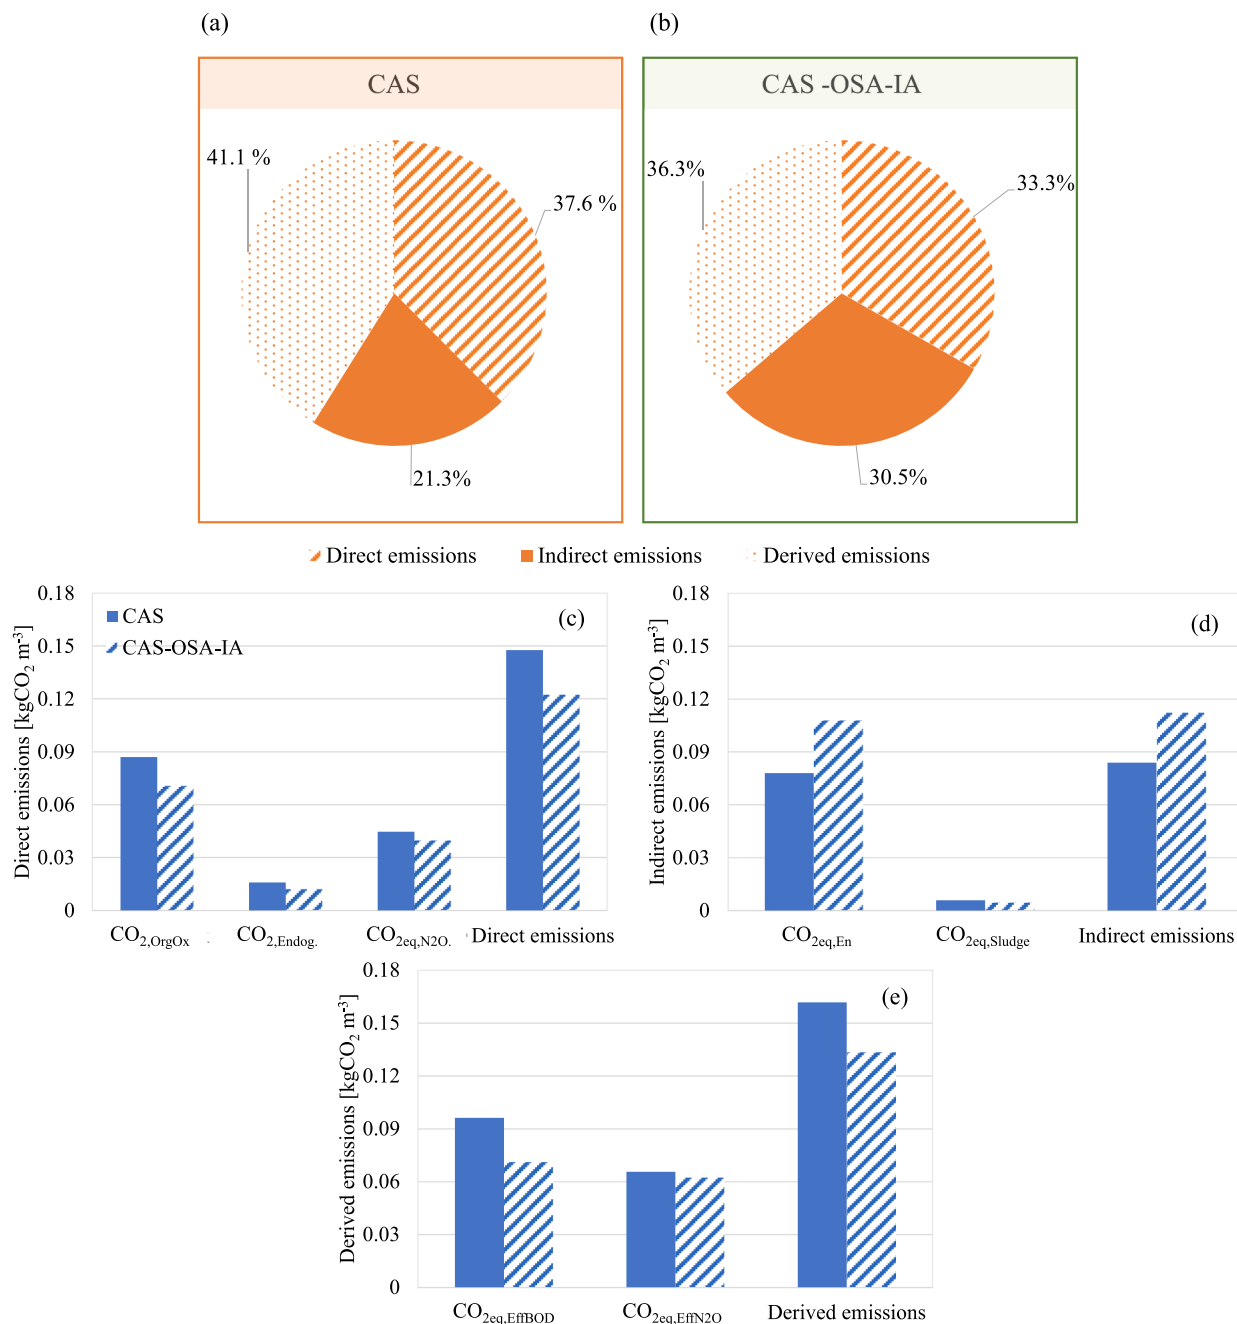 (a)
(b)
CAS
CAS -OSA-IA
41.1 %
37.6 %
21.3%
36.3%
33.3%
30.5%
Direct emissions
Indirect emissions
Derived emissions
Direct emissions [kgCO2 m-3]
0.18
0.15
0.12
0.09
0.06
0.03
0
CAS
CAS-OSA-IA
(c)
CO2,OrgOx
CO2,Endog.
CO2eq,N2O.
Direct emissions
Indirect emissions [kgCO2 m-3]
0.18
0.15
0.12
0.09
0.06
0.03
0
(d)
CO2eq,En
CO2eq,Sludge
Indirect emissions
Derived emissions [kgCO2 m-3]
0.18
0.15
0.12
0.09
0.06
0.03
0
(e)
CO2eq,EffBOD
CO2eq,EffN2O
Derived emissions